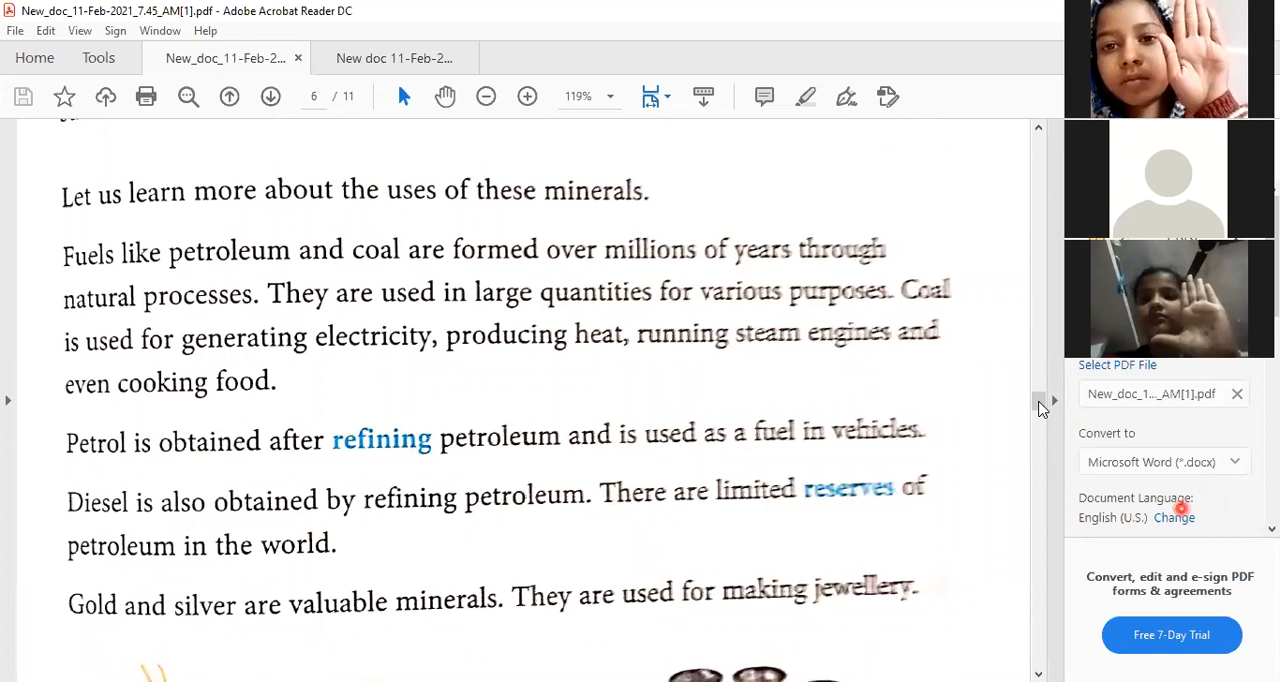 New_doc_11-Feb-2021_7.45_AM[1].pdf - Adobe Acrobat Reader DC
File Edit View Sign Window Help
Home Tools New_doc_11-Feb-2... × New doc 11-Feb-2...
6 / 11 119%
Let us learn more about the uses of these minerals.
Fuels like petroleum and coal are formed over millions of years through
natural processes. They are used in large quantities for various purposes. Coal
is used for generating electricity, producing heat, running steam engines and
even cooking food.
Petrol is obtained after refining petroleum and is used as a fuel in vehicles.
Diesel is also obtained by refining petroleum. There are limited reserves of
petroleum in the world.
Gold and silver are valuable minerals. They are used for making jewellery.
Select PDF File
New_doc_1..._AM[1].pdf
Convert to
Microsoft Word (*.docx)
Document Language:
English (U.S.) Change
Convert, edit and e-sign PDF
forms & agreements
Free 7-Day Trial